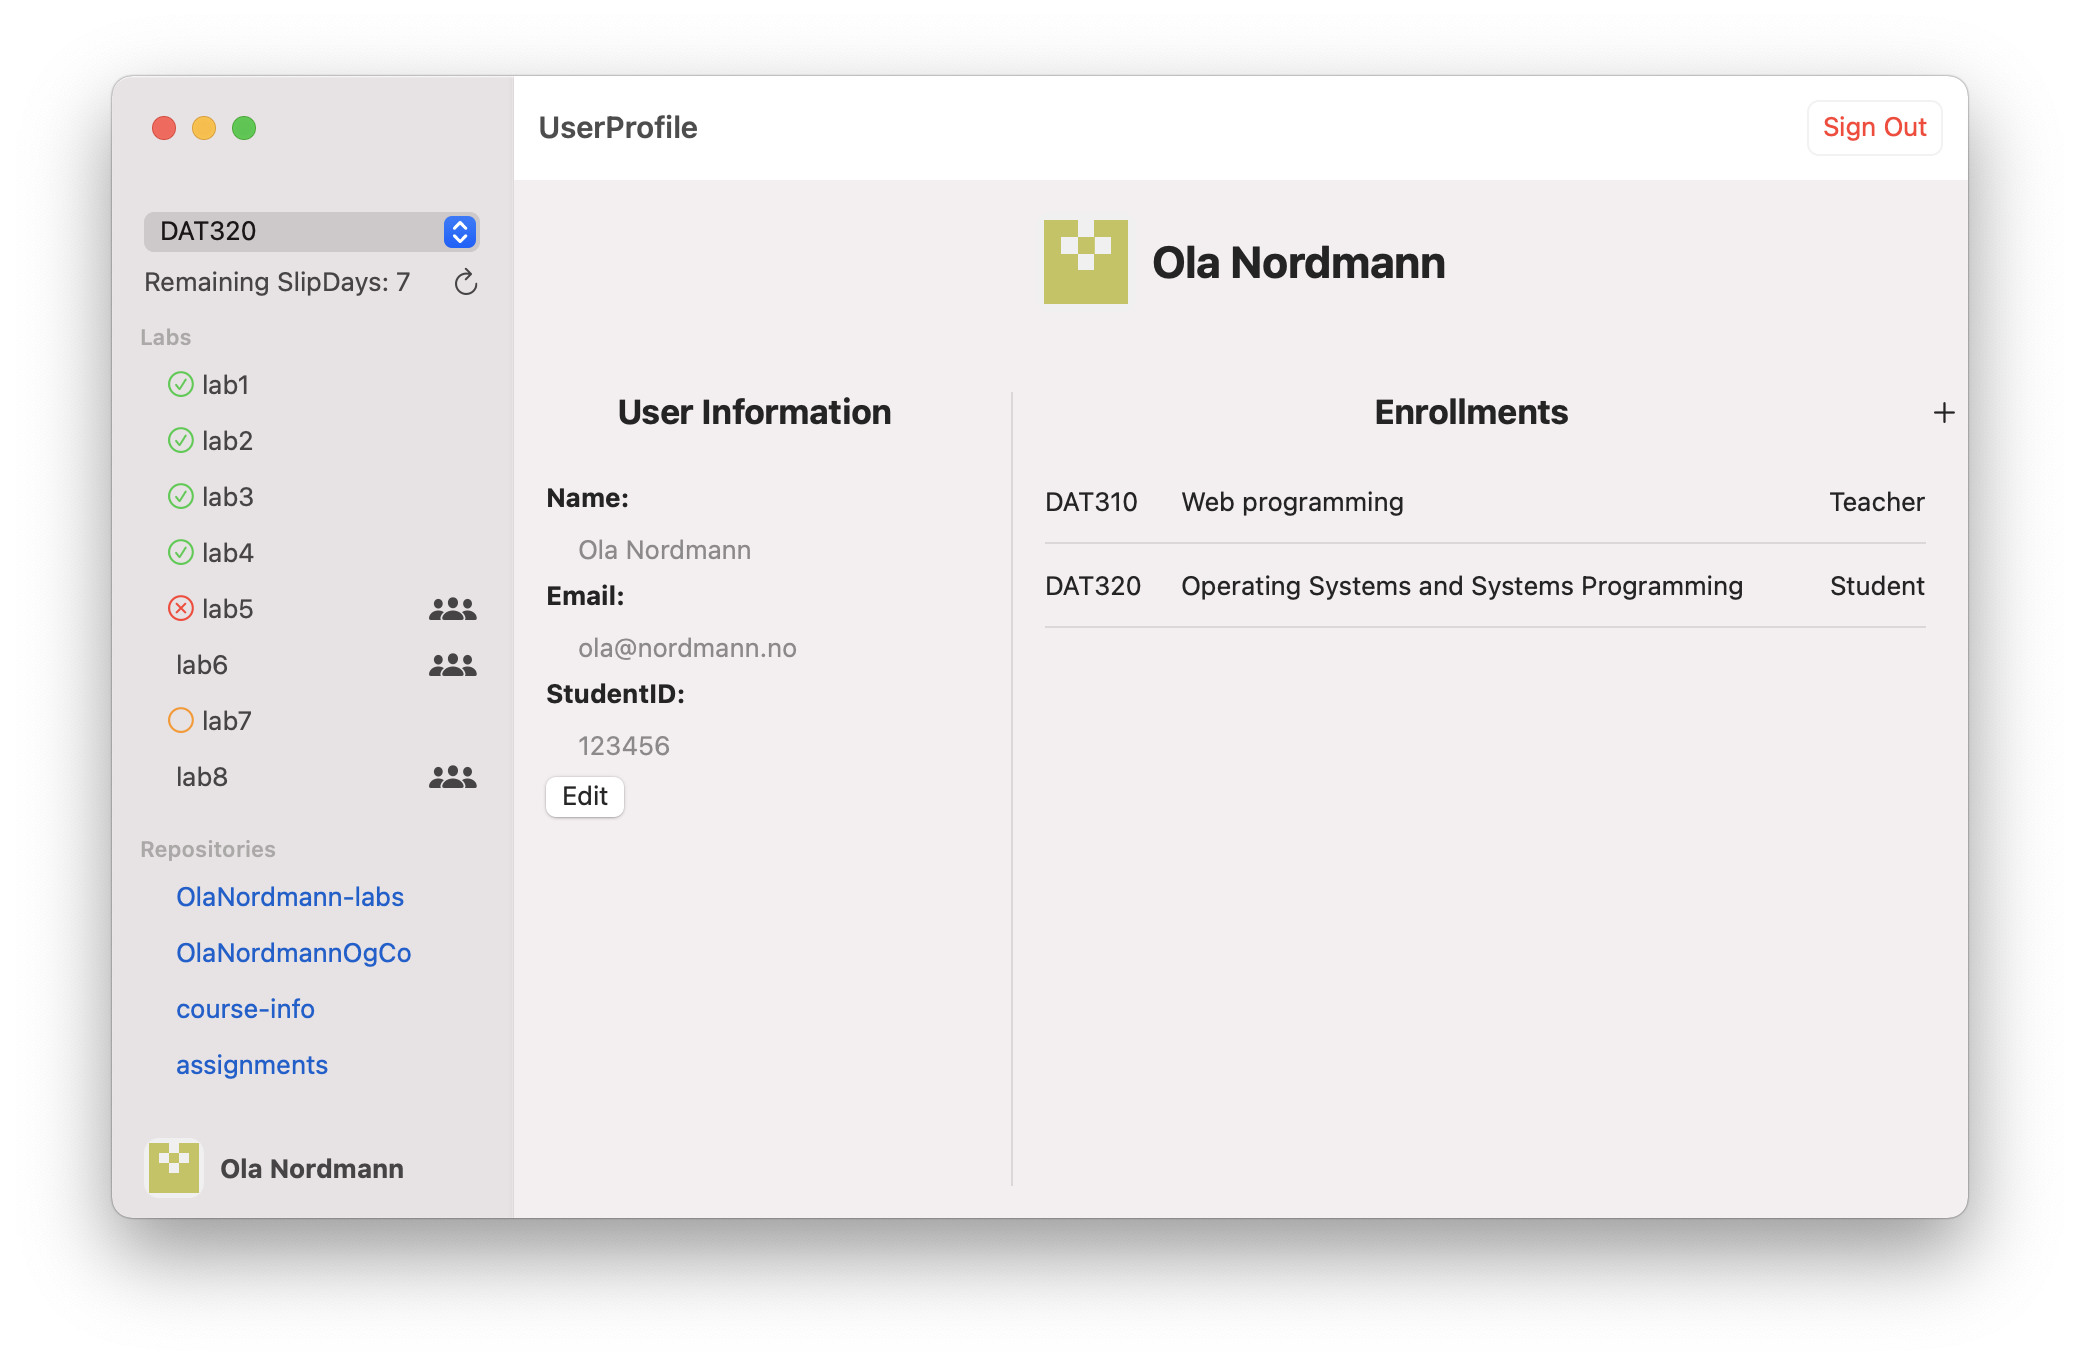 UserProfile
Sign Out
DAT320
Remaining SlipDays: 7
Labs
lab1
lab2
lab3
lab4
lab5
lab6
lab7
lab8
Repositories
OlaNordmann-labs
OlaNordmannOgCo
course-info
assignments
Ola Nordmann
Ola Nordmann
User Information
Name:
Ola Nordmann
Email:
ola@nordmann.no
StudentID:
123456
Edit
Enrollments
DAT310 Web programming Teacher
DAT320 Operating Systems and Systems Programming Student